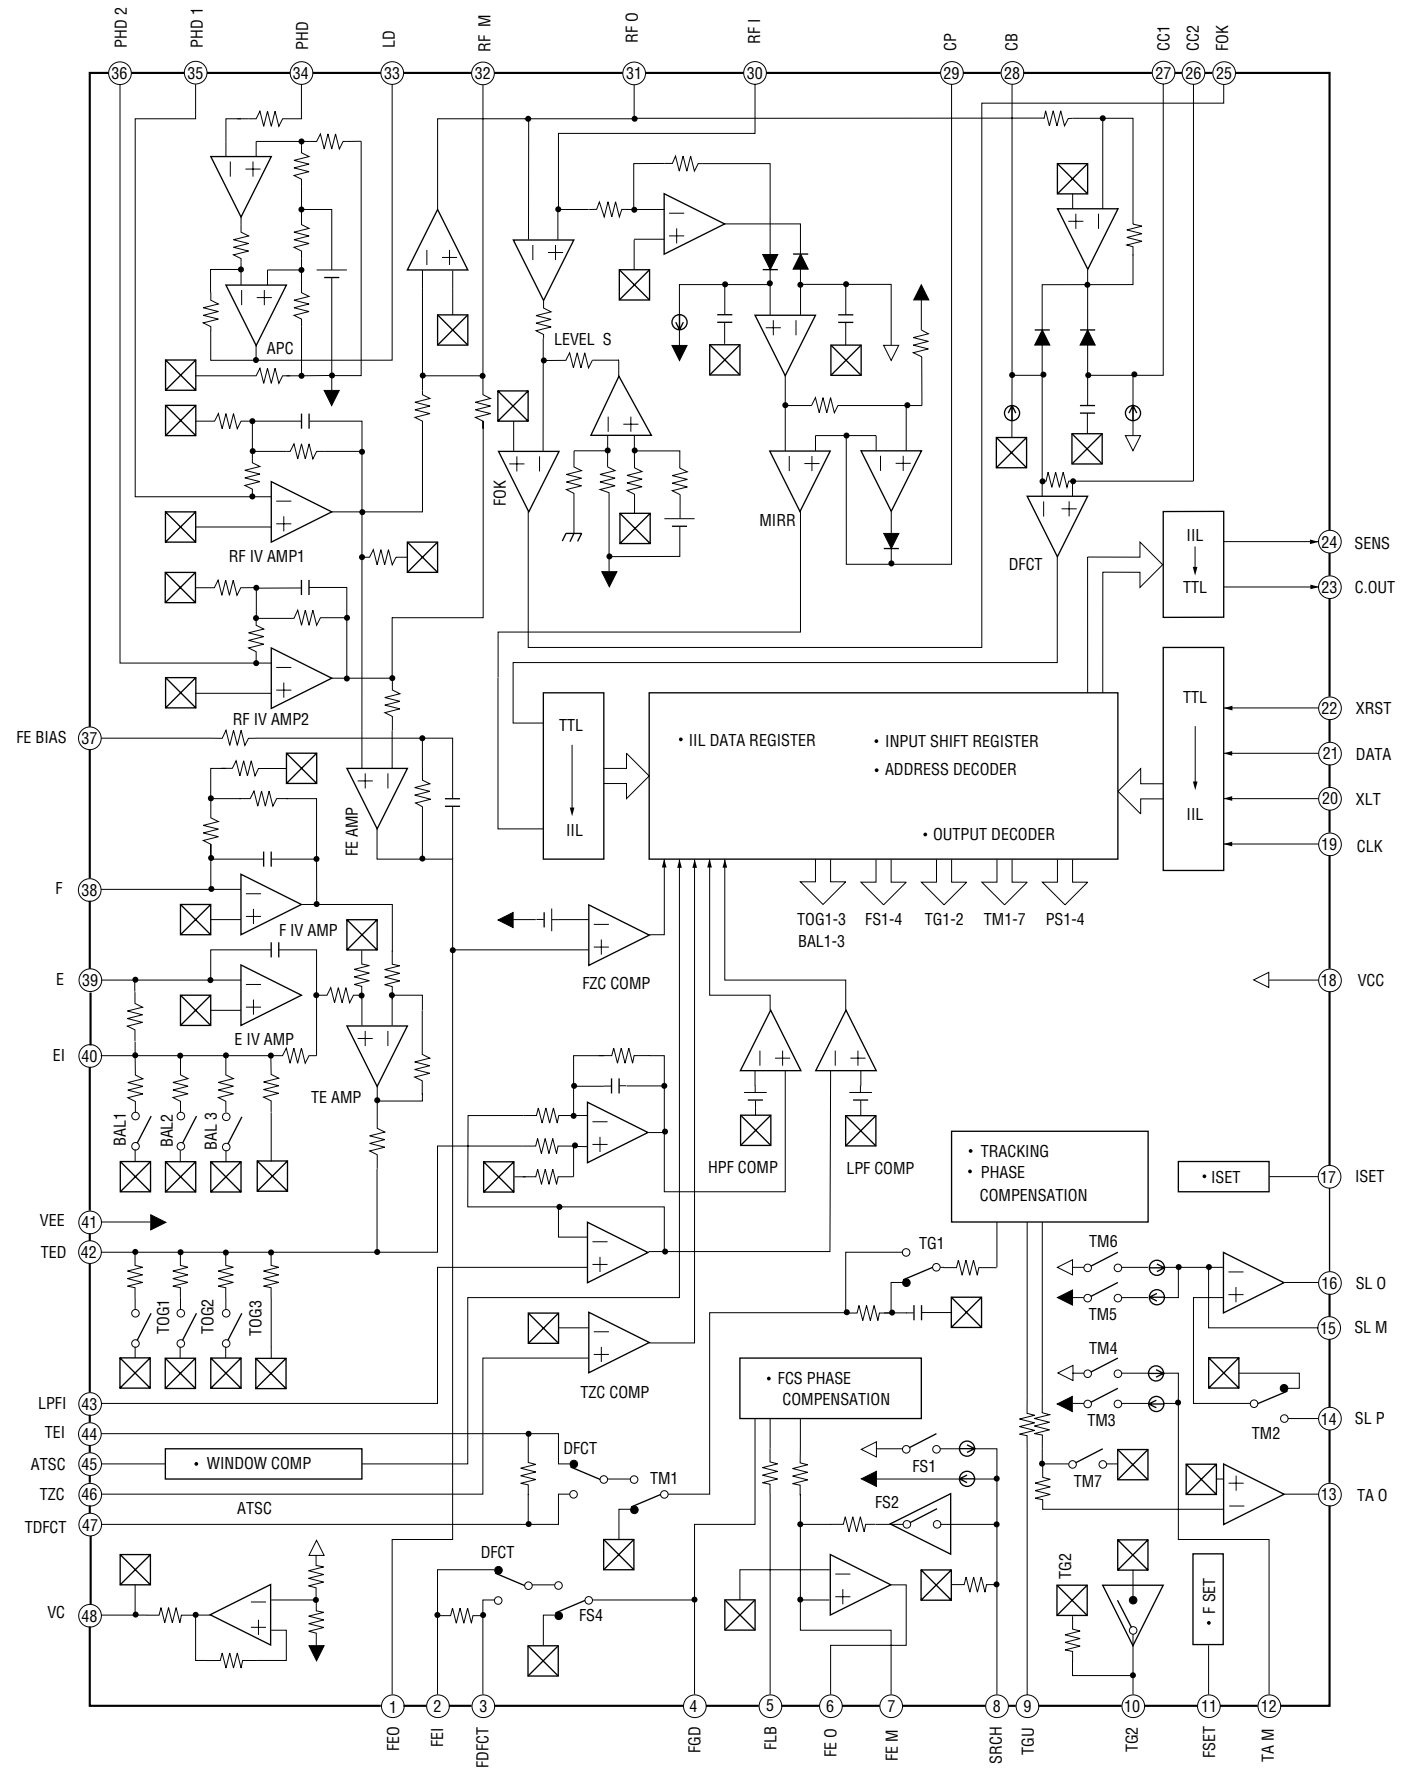 PHD 2
PHD 1
PHD
LD
RF M
RF O
RF I
CP
CB
CC1
CC2
FOK
36
35
34
33
32
31
30
29
28
27
26
25
APC
LEVEL S
FOK
MIRR
DFCT
RF IV AMP1
RF IV AMP2
IIL
TTL
24 SENS
23 C.OUT
FE BIAS 37
FE AMP
TTL
IIL
• IIL DATA REGISTER
• INPUT SHIFT REGISTER
• ADDRESS DECODER
• OUTPUT DECODER
TTL
IIL
22 XRST
21 DATA
20 XLT
19 CLK
F 38
F IV AMP
TOG1-3
BAL1-3
FS1-4
TG1-2
TM1-7
PS1-4
FZC COMP
E 39
E IV AMP
18 VCC
EI 40
TE AMP
BAL1
BAL2
BAL 3
HPF COMP
LPF COMP
• TRACKING
• PHASE
COMPENSATION
• ISET
17 ISET
VEE 41
TED 42
TOG1
TOG2
TOG3
TG1
TM6
TM5
16 SL O
15 SL M
TZC COMP
TM4
TM3
TM2
14 SL P
LPFI 43
TEI 44
ATSC 45
• WINDOW COMP
TZC 46
ATSC
TDFCT 47
DFCT
TM1
• FCS PHASE
COMPENSATION
FS1
FS2
TM7
13 TA O
VC 48
DFCT
FS4
TG2
• F SET
1
2
3
4
5
6
7
8
9
10
11
12
FEO
FEI
FDFCT
FGD
FLB
FE O
FE M
SRCH
TGU
TG2
FSET
TA M